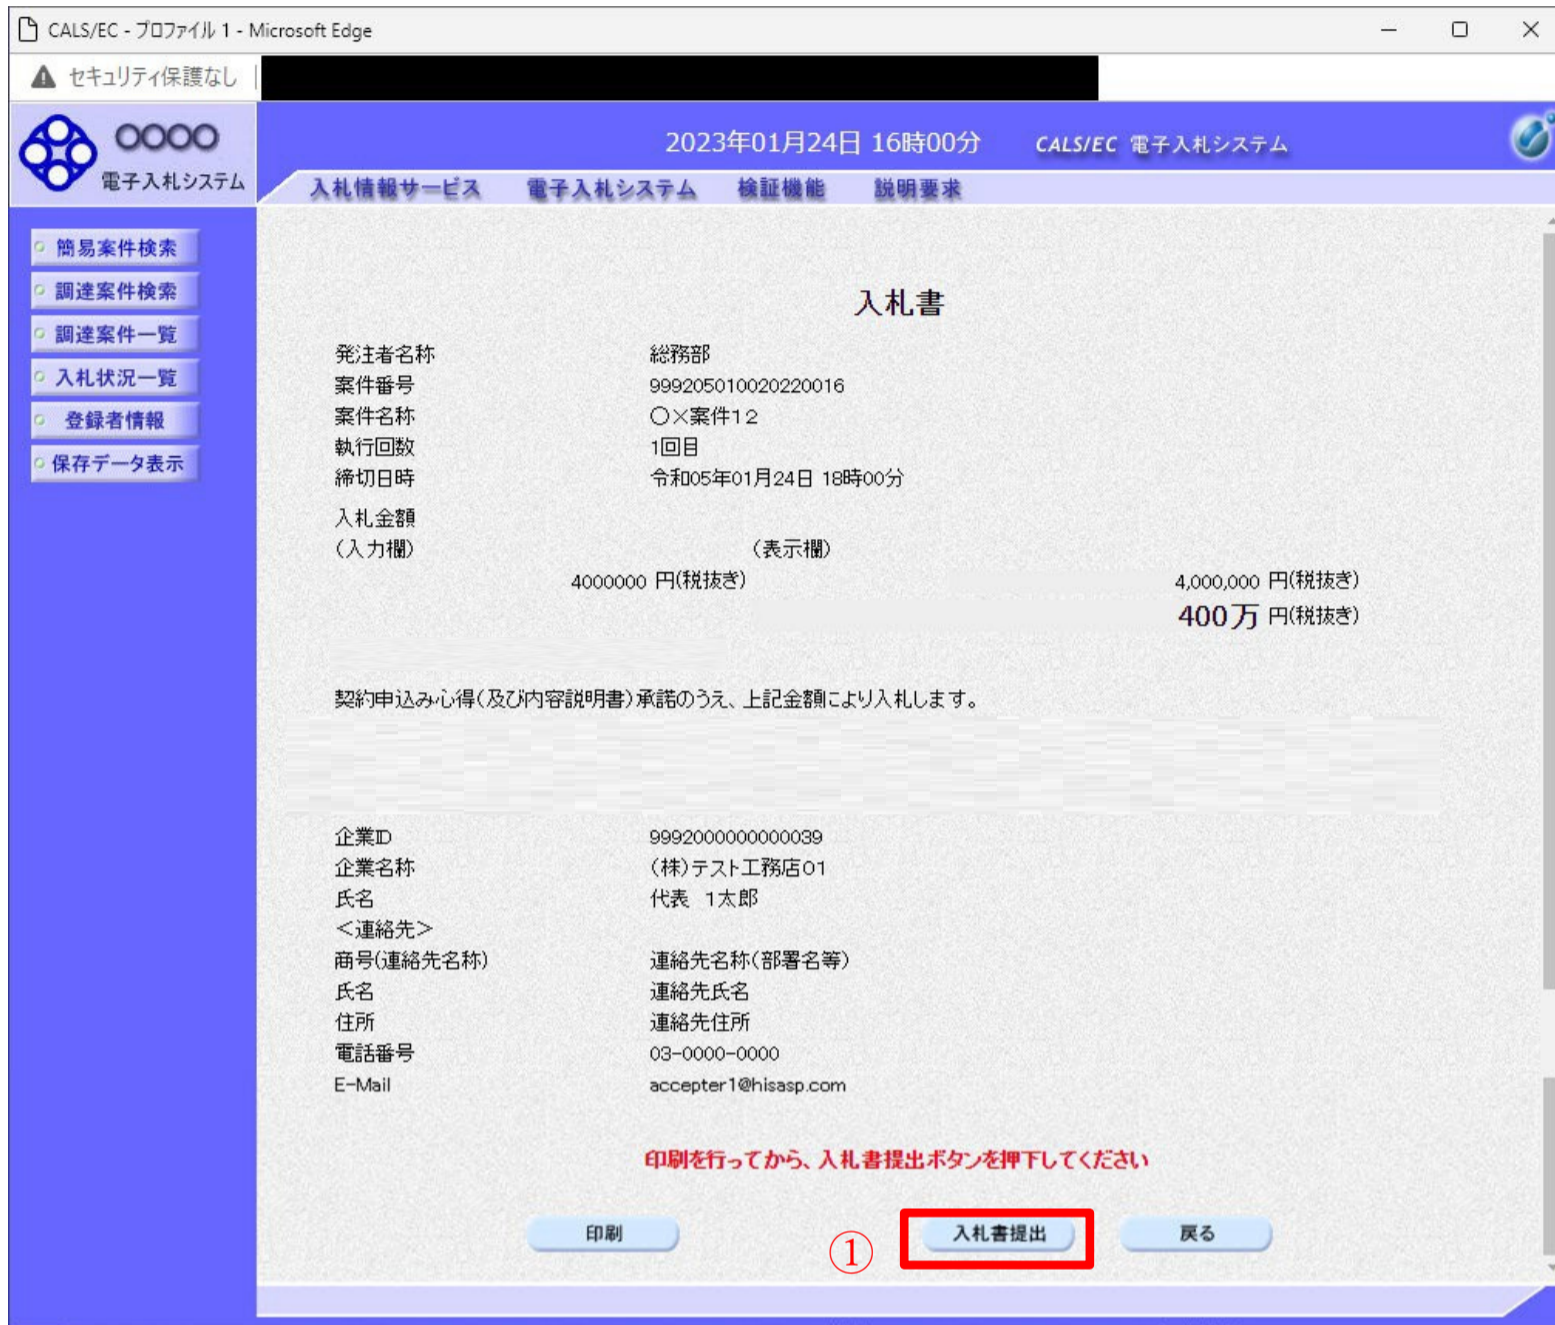 CALS/EC - プロファイル 1 - Microsoft Edge
セキュリティ保護なし
〇〇〇〇
電子入札システム
2023年01月24日 16時00分 CALS/EC 電子入札システム
入札情報サービス 電子入札システム 検証機能 説明要求
簡易案件検索
調達案件検索
調達案件一覧
入札状況一覧
登録者情報
保存データ表示
入札書
発注者名称 総務部
案件番号 999205010020220016
案件名称 〇×案件12
執行回数 1回目
締切日時 令和05年01月24日 18時00分
入札金額
(入力欄) (表示欄)
4000000 円(税抜き) 4,000,000 円(税抜き)
400万 円(税抜き)
契約申込み心得(及び内容説明書)承諾のうえ、上記金額により入札します。
企業ID 9992000000000039
企業名称 (株)テスト工務店01
氏名 代表 1太郎
<連絡先>
商号(連絡先名称) 連絡先名称(部署名等)
氏名 連絡先氏名
住所 連絡先住所
電話番号 03-0000-0000
E-Mail accepter1@hisasp.com
印刷を行ってから、入札書提出ボタンを押下してください
印刷 ① 入札書提出 戻る